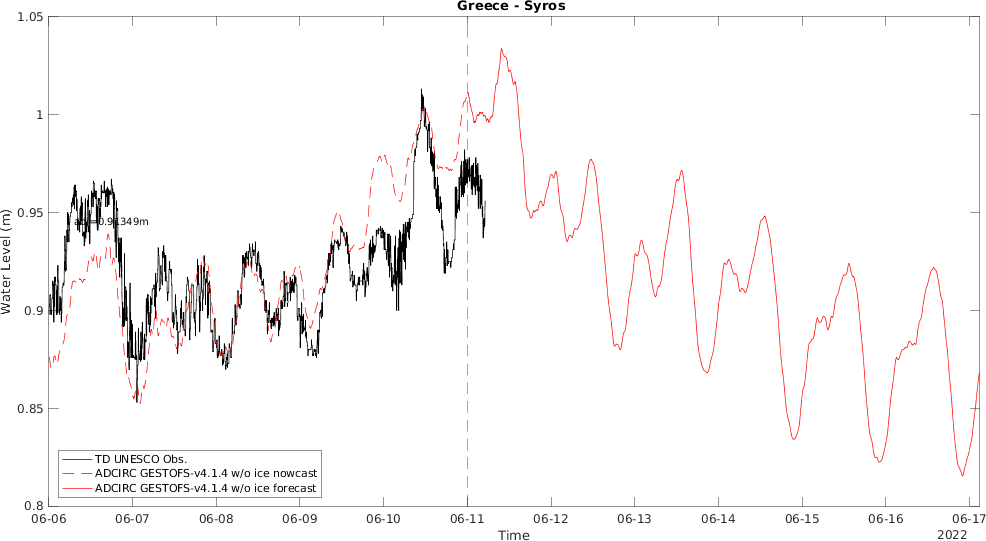 Greece - Syros
1.05
1
0.95
0.9
0.85
0.8
Water Level (m)
adj=0.91349m
TD UNESCO Obs.
ADCIRC GESTOFS-v4.1.4 w/o ice nowcast
ADCIRC GESTOFS-v4.1.4 w/o ice forecast
06-06 06-07 06-08 06-09 06-10 06-11 06-12 06-13 06-14 06-15 06-16 06-17
Time
2022